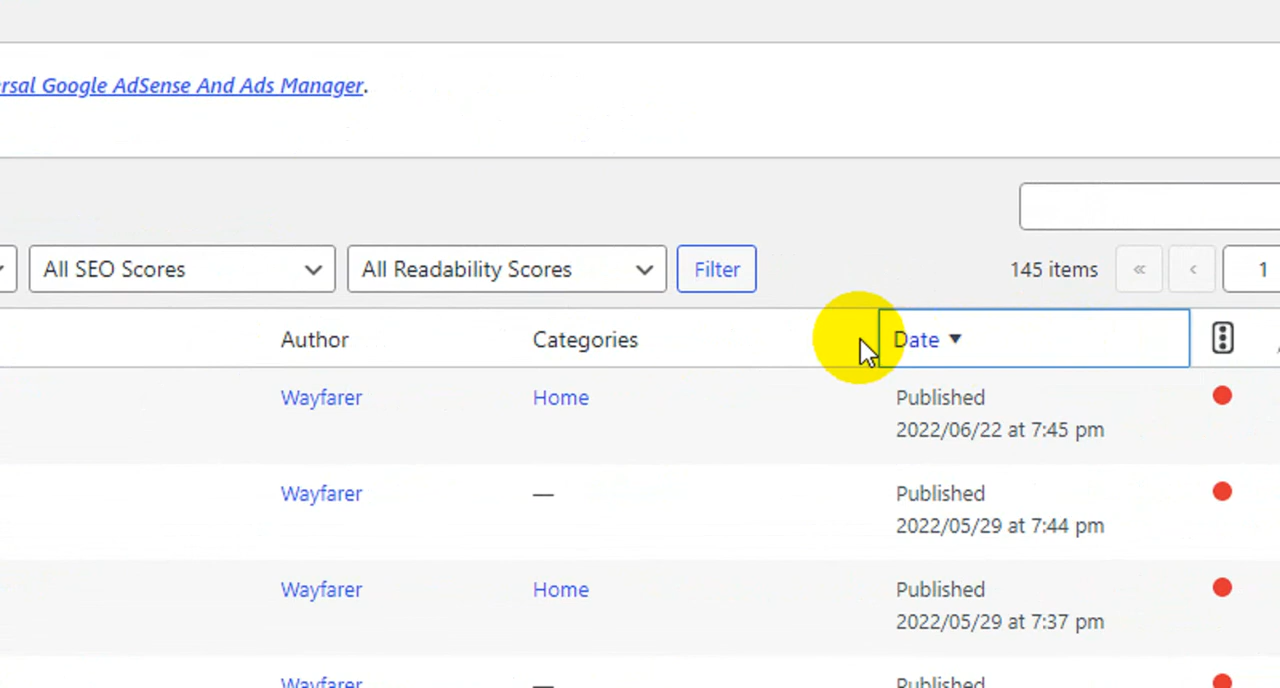 ersal Google AdSense And Ads Manager.
All SEO Scores All Readability Scores Filter 145 items « ‹ 1
Author Categories Date ▼
Wayfarer Home Published
2022/06/22 at 7:45 pm
Wayfarer — Published
2022/05/29 at 7:44 pm
Wayfarer Home Published
2022/05/29 at 7:37 pm
Wayfarer — Published